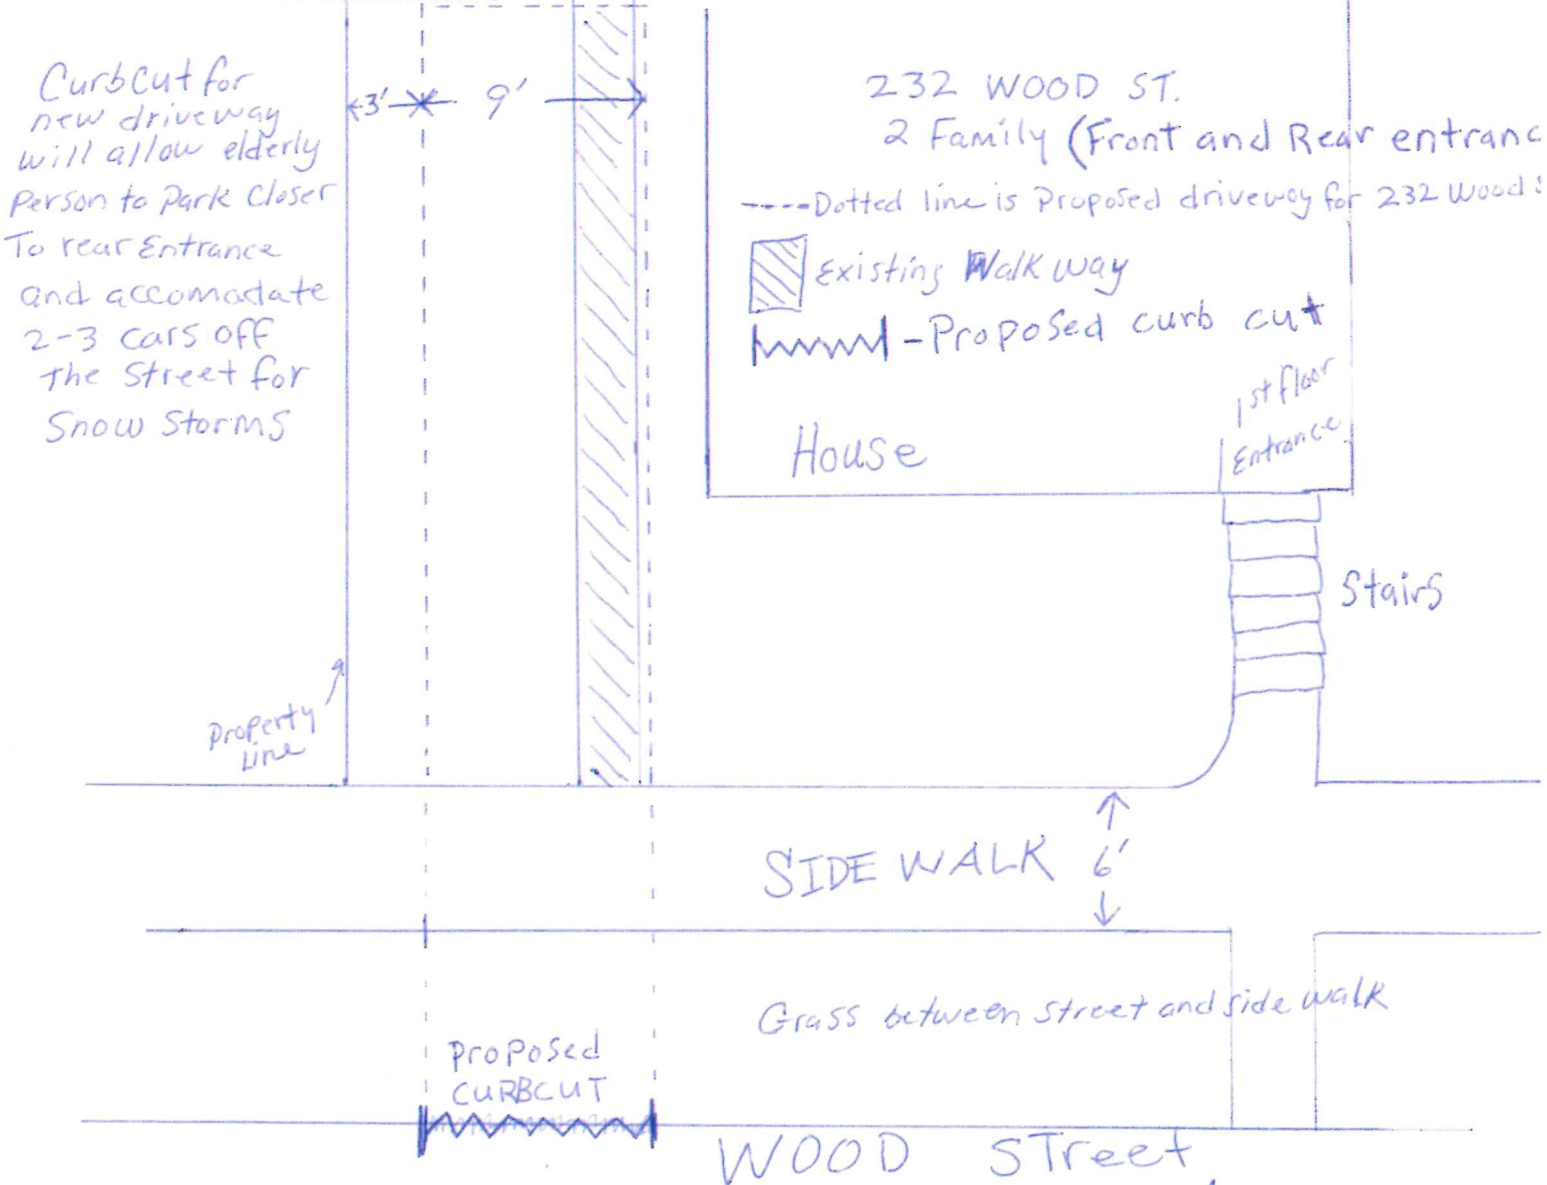 Curbcut for
new driveway
will allow elderly
Person to Park Closer
To rear Entrance
and accomadate
2-3 cars off
the Street for
Snow Storms
3'
9'
232 WOOD ST.
2 Family (Front and Rear entranc
----Dotted line is Proposed driveway for 232 Wood S
Existing Walk way
-Proposed curb cut
1st floor
Entrance
House
Stairs
Property
Line
SIDE WALK 6'
Grass between Street and side walk
Proposed
CURBCUT
WOOD STreet